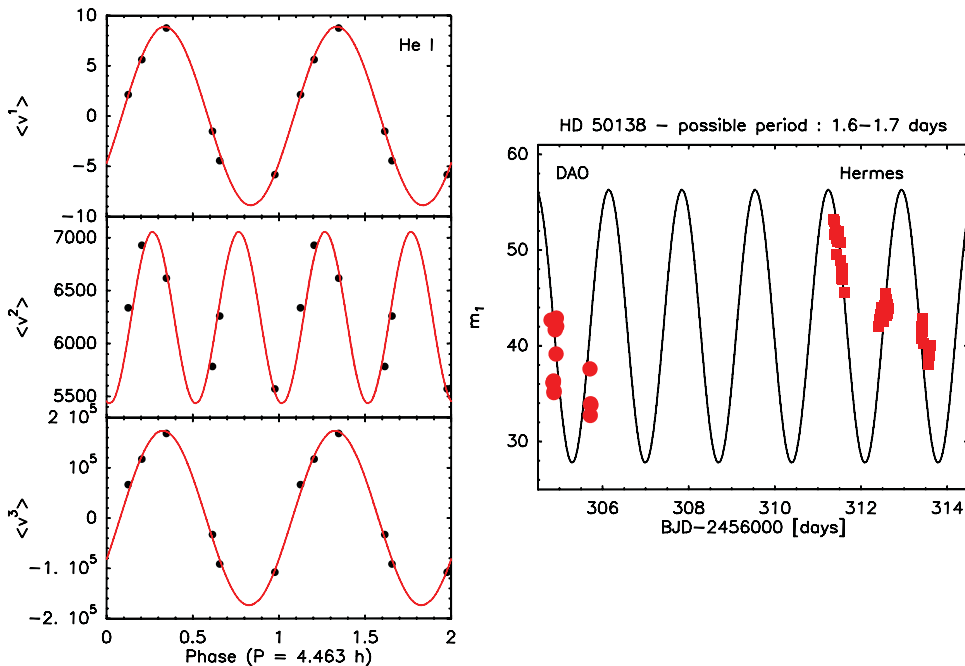 10
5
0
−5
−10
<v¹>
He I
7000
6500
6000
5500
<v²>
2 10⁵
10⁵
0
−1. 10⁵
−2. 10⁵
<v³>
0 0.5 1 1.5 2
Phase (P = 4.463 h)
HD 50138 − possible period : 1.6−1.7 days
DAO Hermes
60
50
40
30
m₁
306 308 310 312 314
BJD−2456000 [days]